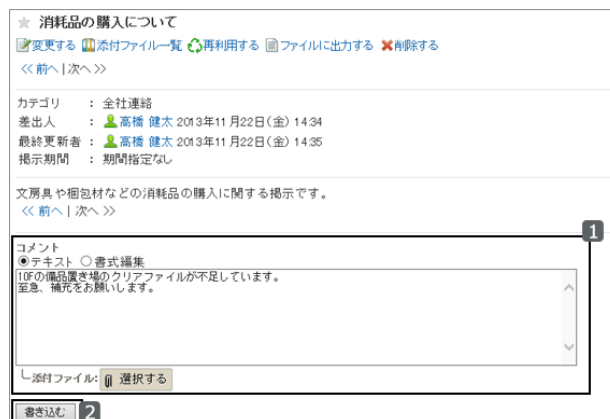 消耗品の購入について
変更する 添付ファイル一覧 再利用する ファイルに出力する 削除する
≪前へ | 次へ≫
カテゴリ : 全社連絡
差出人 : 高橋 健太 2013年11月22日(金) 14:34
最終更新者 : 高橋 健太 2013年11月22日(金) 14:35
掲示期間 : 期間指定なし
文房具や梱包材などの消耗品の購入に関する掲示です。
≪前へ | 次へ≫
1
コメント
テキスト 書式編集
10Fの備品置き場のクリアファイルが不足しています。
至急、補充をお願いします。
添付ファイル: 選択する
書き込む 2